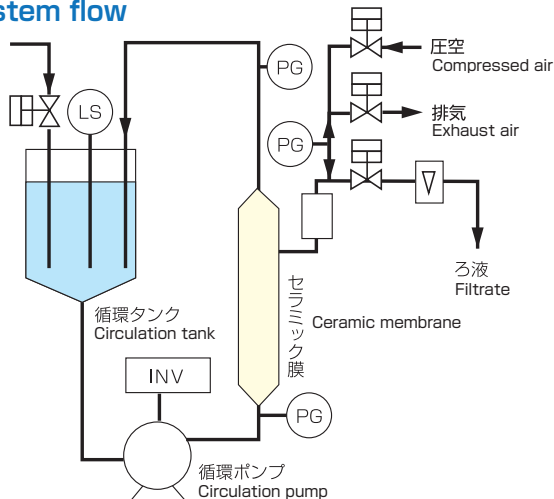 stem flow
PG
圧空
Compressed air
LS
排気
Exhaust air
PG
ろ液
Filtrate
循環タンク
Circulation tank
セラミック膜
Ceramic membrane
INV
PG
循環ポンプ
Circulation pump